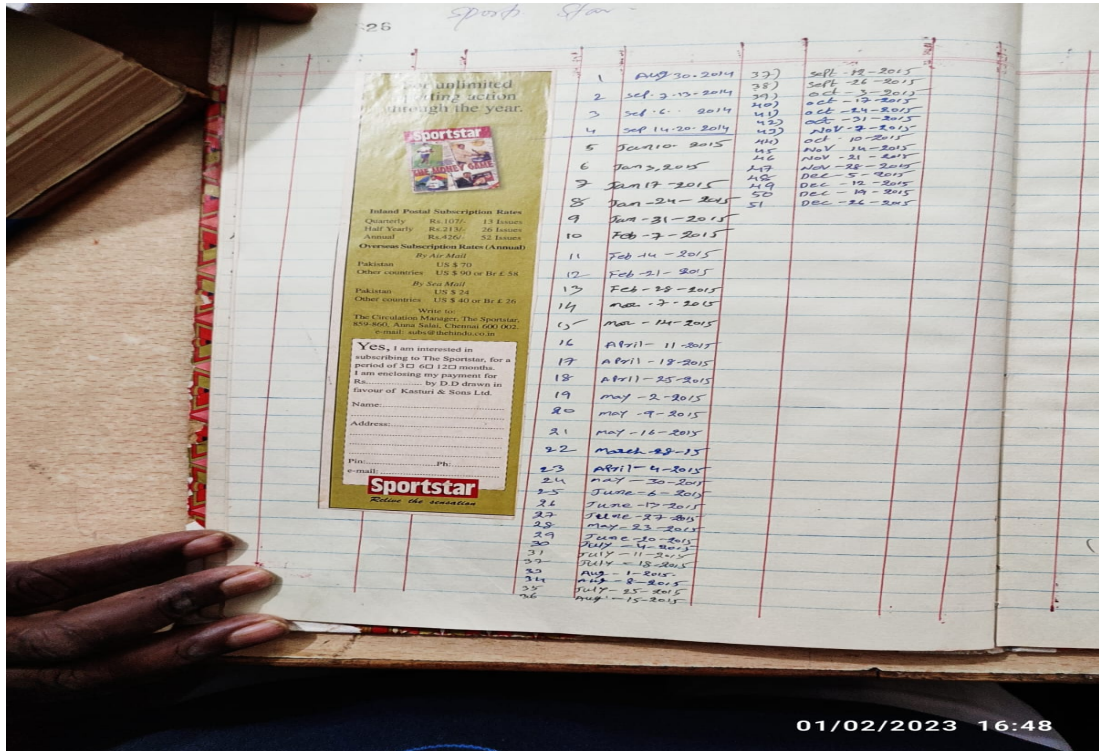 26
Sports Star -
For unlimited
sporting action
through the year.
Sportstar
THE MONEY GAME
Inland Postal Subscription Rates
Quarterly Rs.107/- 13 Issues
Half Yearly Rs.213/- 26 Issues
Annual Rs.426/- 52 Issues
Overseas Subscription Rates (Annual)
By Air Mail
Pakistan US $ 70
Other countries US $ 90 or Br £ 58
By Sea Mail
Pakistan US $ 24
Other countries US $ 40 or Br £ 26
Write to:
The Circulation Manager, The Sportstar,
859-860, Anna Salai, Chennai 600 002.
e-mail: subs@thehindu.co.in
Yes, I am interested in
subscribing to The Sportstar, for a
period of 3□ 6□ 12□ months.
I am enclosing my payment for
Rs.................. by D.D drawn in
favour of Kasturi & Sons Ltd.
Name:
Address:
Pin: Ph:
e-mail:
Sportstar
Relive the sensation
1 Aug-30-2014
2 Sep-7-13-2014
3 Sep-6- 2014
4 Sep 14-20-2014
5 Jan 10- 2015
6 Jan 3, 2015
7 Jan 17-2015
8 Jan-24-2015
9 Jan-31-2015
10 Feb-7-2015
11 Feb-14-2015
12 Feb-21-2015
13 Feb-28-2015
14 mar-7-2015
15 mar-14-2015
16 April-11-2015
17 April-18-2015
18 April-25-2015
19 may-2-2015
20 may-9-2015
21 may-16-2015
22 March-28-15
23 April-4-2015
24 may-30-2015
25 June-6-2015
26 June-13-2015
27 June-27-2015
28 May-23-2015
29 June-20-2015
30 July-4-2015
31 July-11-2015
32 July-18-2015
33 Aug-1-2015.
34 Aug-8-2015
35 July-25-2015
36 Aug-15-2015
37) Sept-12-2015
38) Sept-26-2015
39) oct-3-2015
40) oct-17-2015
41) oct-24-2015
42) oct-31-2015
43) Nov-7-2015
44) oct-10-2015
45 Nov 14-2015
46 Nov-21-2015
47 Nov-28-2015
48 Dec-5-2015
49 Dec-12-2015
50 Dec-19-2015
51 Dec-26-2015
01/02/2023 16:48